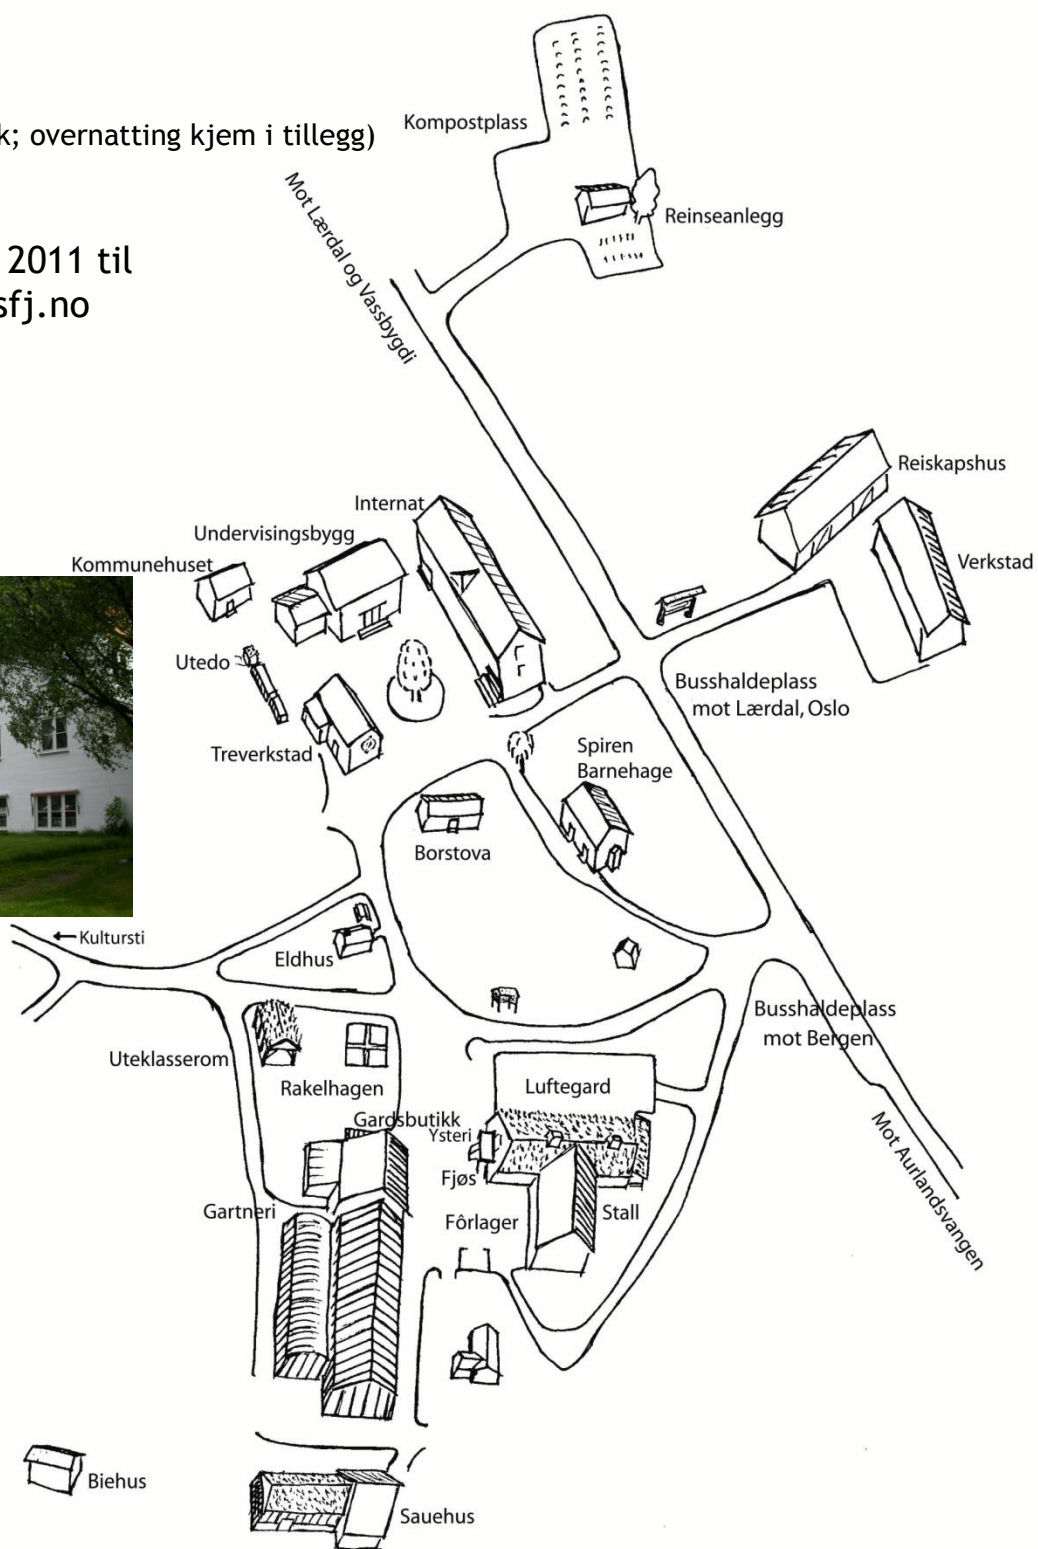 k; overnatting kjem i tillegg)
2011 til
sfj.no
Kompostplass
Mot Lærdal og Vassbygdi
Reinseanlegg
Reiskapshus
Internat
Undervisingsbygg
Kommunehuset
Verkstad
Utedo
Busshaldeplass
mot Lærdal, Oslo
Treverkstad
Spiren
Barnehage
Borstova
← Kultursti
Eldhus
Busshaldeplass
mot Bergen
Uteklasserom
Rakelhagen
Luftegard
Gardsbutikk
Ysteri
Fjøs
Mot Aurlandsvangen
Gartneri
Fôrlager
Stall
Biehus
Sauehus